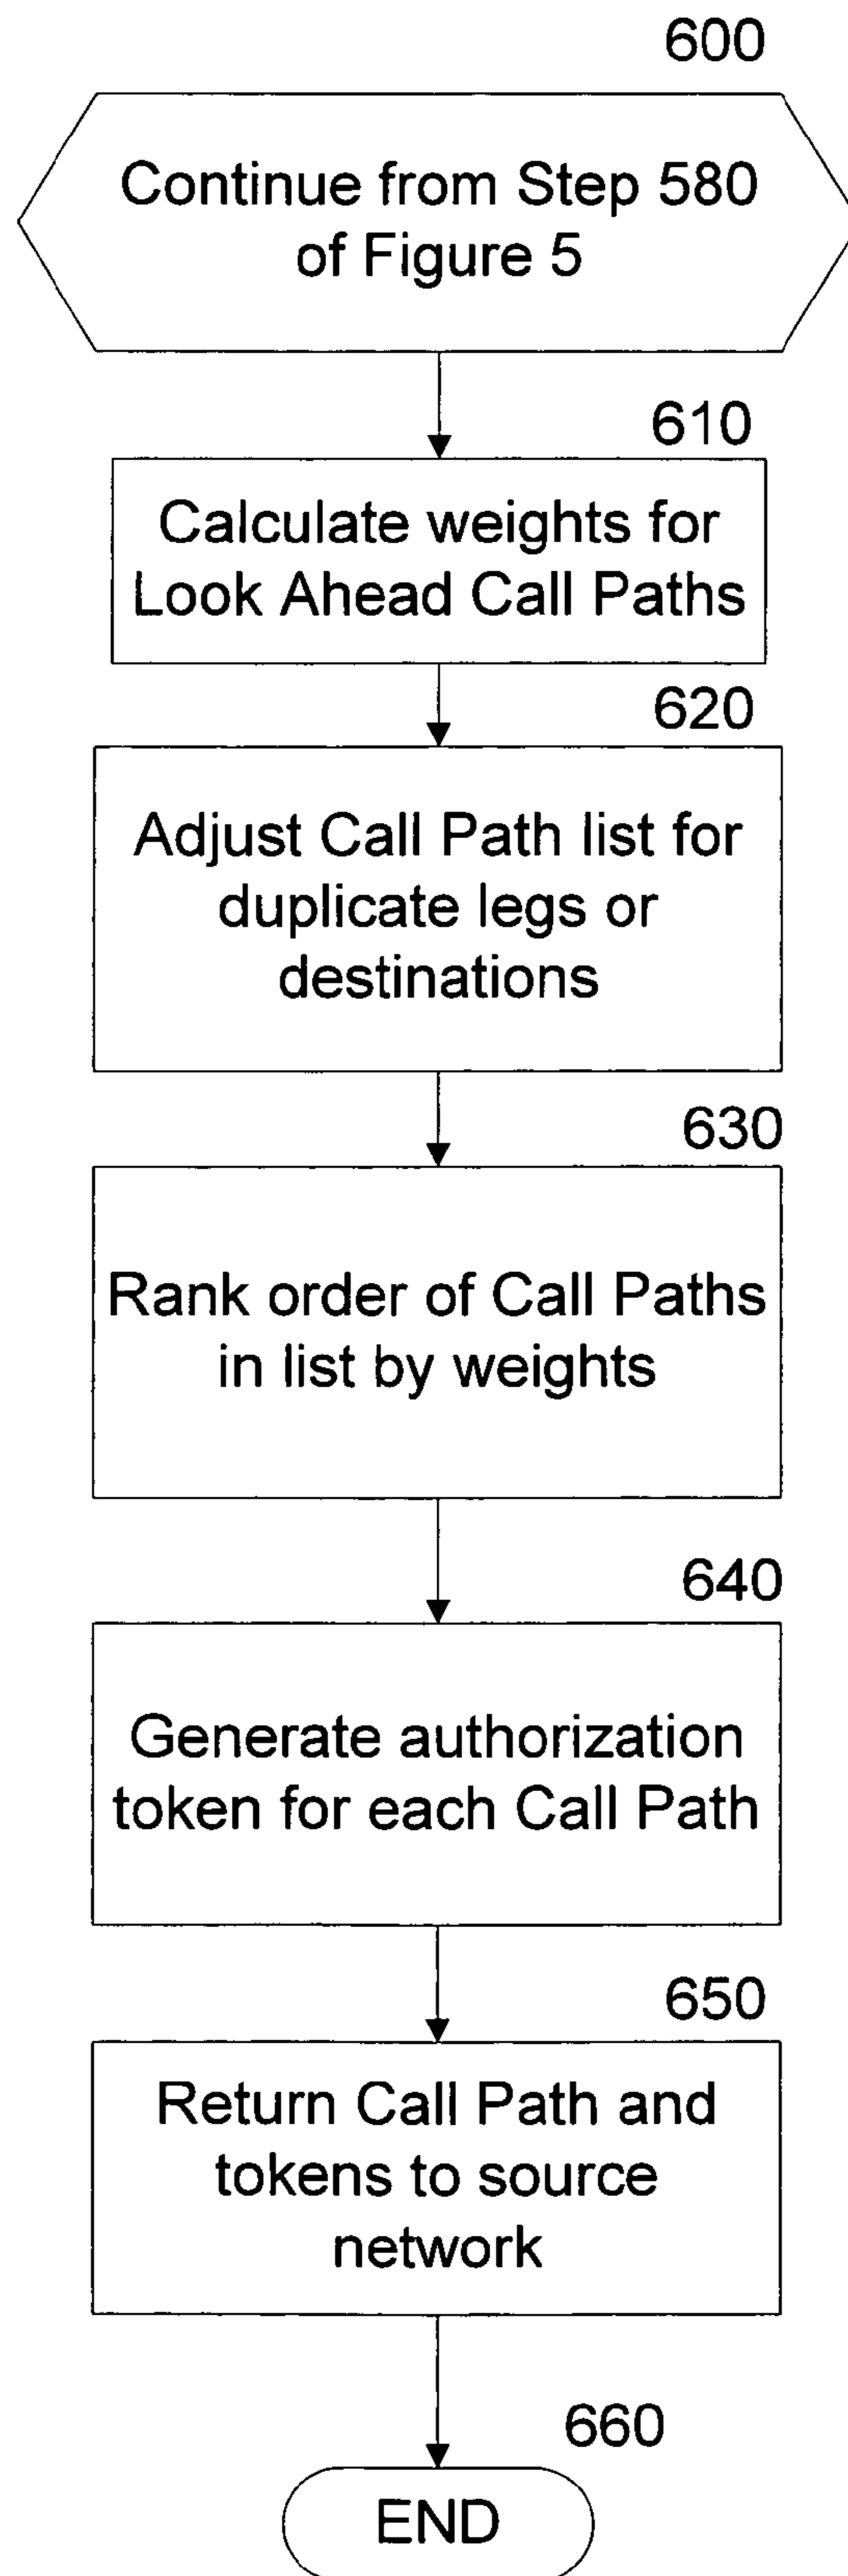 600
Continue from Step 580
of Figure 5
610
Calculate weights for
Look Ahead Call Paths
620
Adjust Call Path list for
duplicate legs or
destinations
630
Rank order of Call Paths
in list by weights
640
Generate authorization
token for each Call Path
650
Return Call Path and
tokens to source
network
660
END